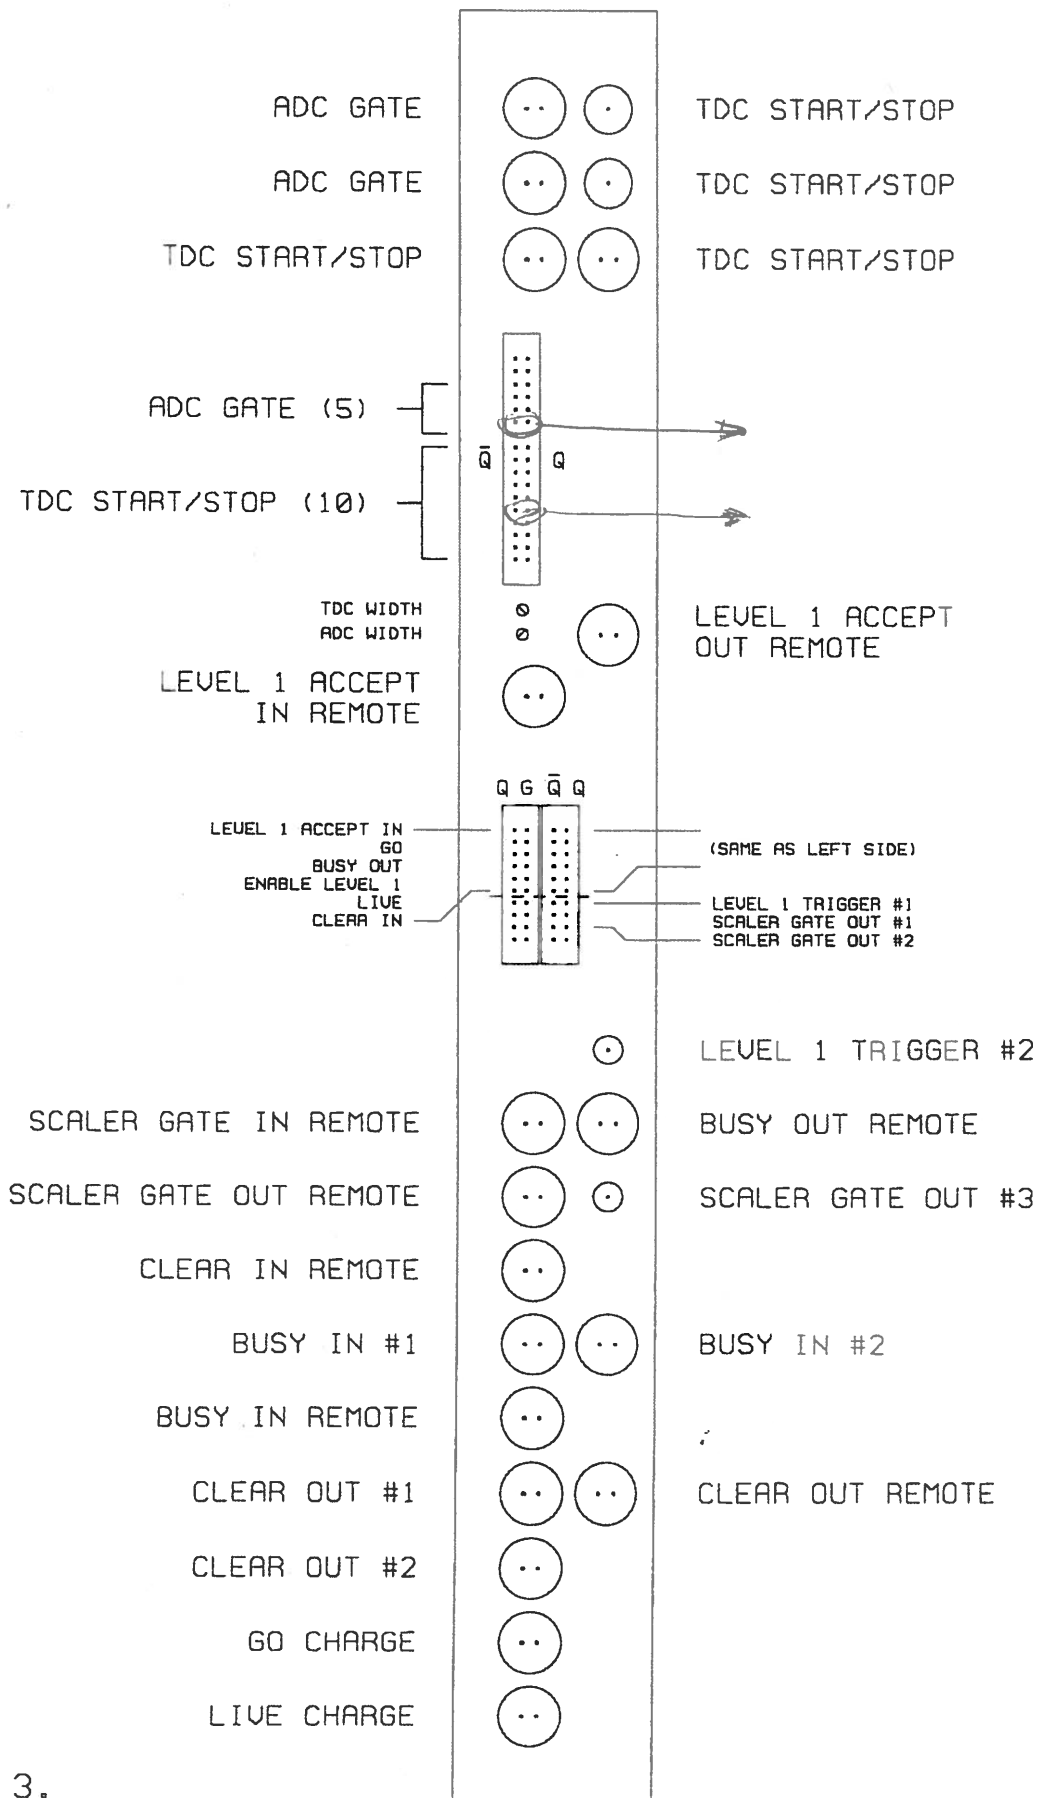 ADC GATE TDC START/STOP
ADC GATE TDC START/STOP
TDC START/STOP TDC START/STOP
ADC GATE (5)
Q̅ Q
TDC START/STOP (10)
TDC WIDTH
ADC WIDTH
LEVEL 1 ACCEPT
OUT REMOTE
LEVEL 1 ACCEPT
IN REMOTE
Q G Q̅ Q
LEVEL 1 ACCEPT IN
GO
BUSY OUT
ENABLE LEVEL 1
LIVE
CLEAR IN
(SAME AS LEFT SIDE)
LEVEL 1 TRIGGER #1
SCALER GATE OUT #1
SCALER GATE OUT #2
LEVEL 1 TRIGGER #2
SCALER GATE IN REMOTE BUSY OUT REMOTE
SCALER GATE OUT REMOTE SCALER GATE OUT #3
CLEAR IN REMOTE
BUSY IN #1 BUSY IN #2
BUSY IN REMOTE
CLEAR OUT #1 CLEAR OUT REMOTE
CLEAR OUT #2
GO CHARGE
LIVE CHARGE
3.